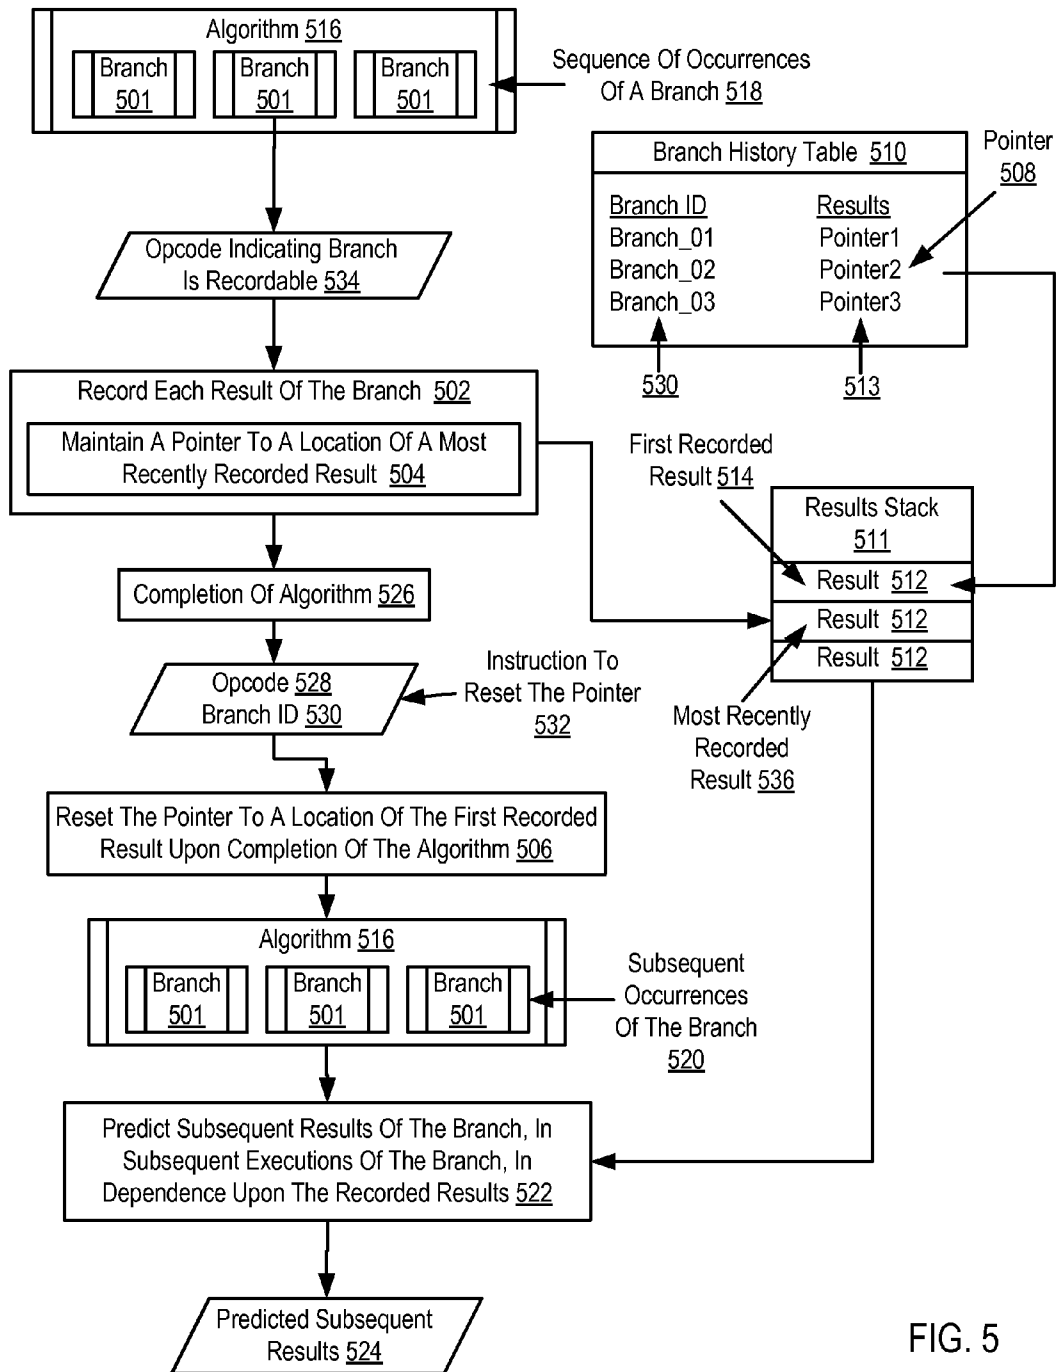 Algorithm 516
Branch 501
Branch 501
Branch 501
Sequence Of Occurrences
Of A Branch 518
Pointer
508
Branch History Table 510
Branch ID Results
Branch_01 Pointer1
Branch_02 Pointer2
Branch_03 Pointer3
530
513
Opcode Indicating Branch
Is Recordable 534
Record Each Result Of The Branch 502
Maintain A Pointer To A Location Of A Most
Recently Recorded Result 504
First Recorded
Result 514
Results Stack
511
Result 512
Result 512
Result 512
Most Recently
Recorded
Result 536
Completion Of Algorithm 526
Opcode 528
Branch ID 530
Instruction To
Reset The Pointer
532
Reset The Pointer To A Location Of The First Recorded
Result Upon Completion Of The Algorithm 506
Algorithm 516
Branch 501
Branch 501
Branch 501
Subsequent
Occurrences
Of The Branch
520
Predict Subsequent Results Of The Branch, In
Subsequent Executions Of The Branch, In
Dependence Upon The Recorded Results 522
Predicted Subsequent
Results 524
FIG. 5